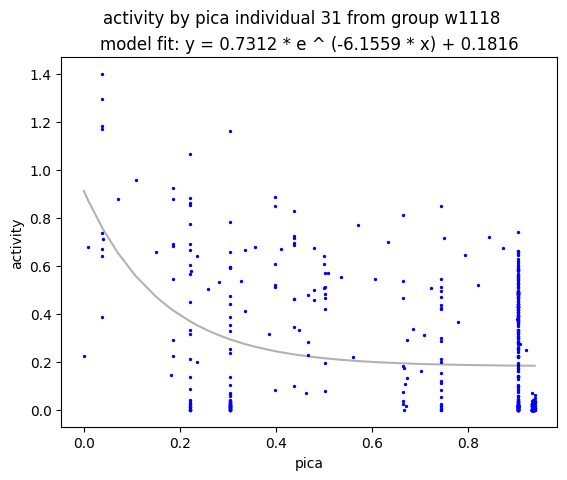 activity by pica individual 31 from group w1118
model fit: y = 0.7312 * e ^ (-6.1559 * x) + 0.1816
1.4
1.2
1.0
0.8
0.6
0.4
0.2
0.0
activity
0.0 0.2 0.4 0.6 0.8
pica